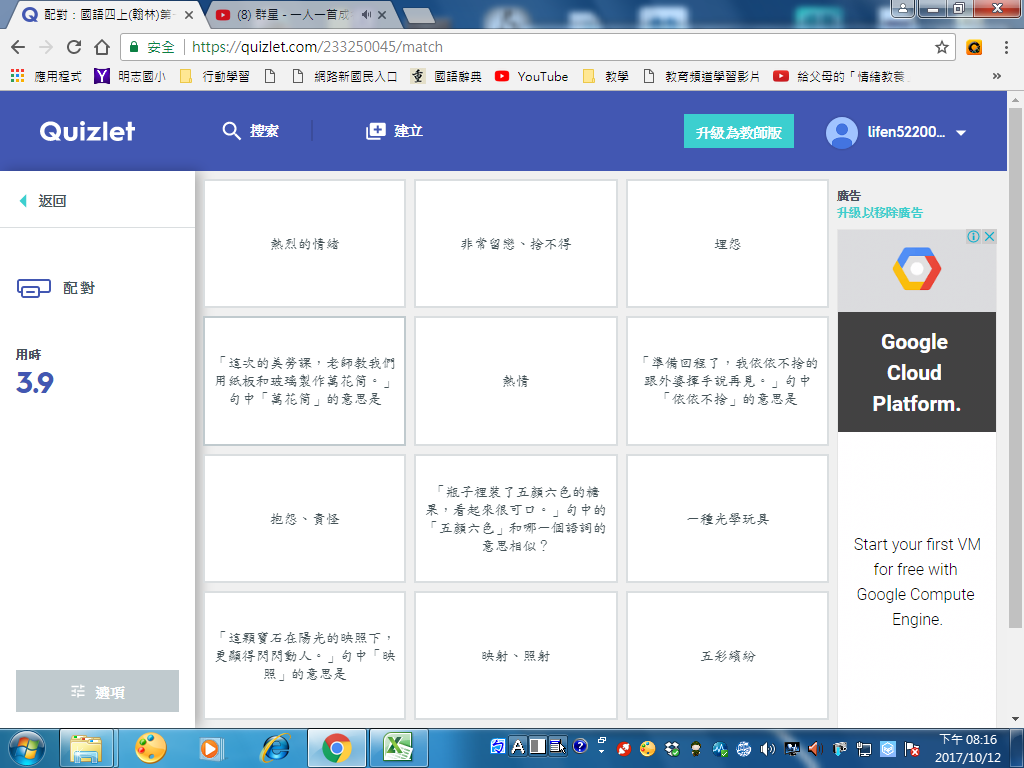 配對：國語四上(翰林)第
(8) 群星 - 一人一首成
安全
https://quizlet.com/233250045/match
應用程式
明志國小
行動學習
網路新國民入口
國語辭典
YouTube
教學
教育頻道學習影片
給父母的「情緒教養
»
Quizlet
搜索
建立
升級為教師版
lifen52200...
返回
配對
用時
3.9
選項
熱烈的情緒
非常留戀、捨不得
埋怨
「這次的美勞課，老師教我們
用紙板和玻璃製作萬花筒。」
句中「萬花筒」的意思是
熱情
「準備回程了，我依依不捨的
跟外婆揮手說再見。」句中
「依依不捨」的意思是
抱怨、責怪
「瓶子裡裝了五顏六色的糖
果，看起來很可口。」句中的
「五顏六色」和哪一個語詞的
意思相似？
一種光學玩具
「這顆寶石在陽光的映照下，
更顯得閃閃動人。」句中「映
照」的意思是
映射、照射
五彩繽紛
廣告
升級以移除廣告
Google
Cloud
Platform.
Start your first VM
for free with
Google Compute
Engine.
下午 08:16
2017/10/12